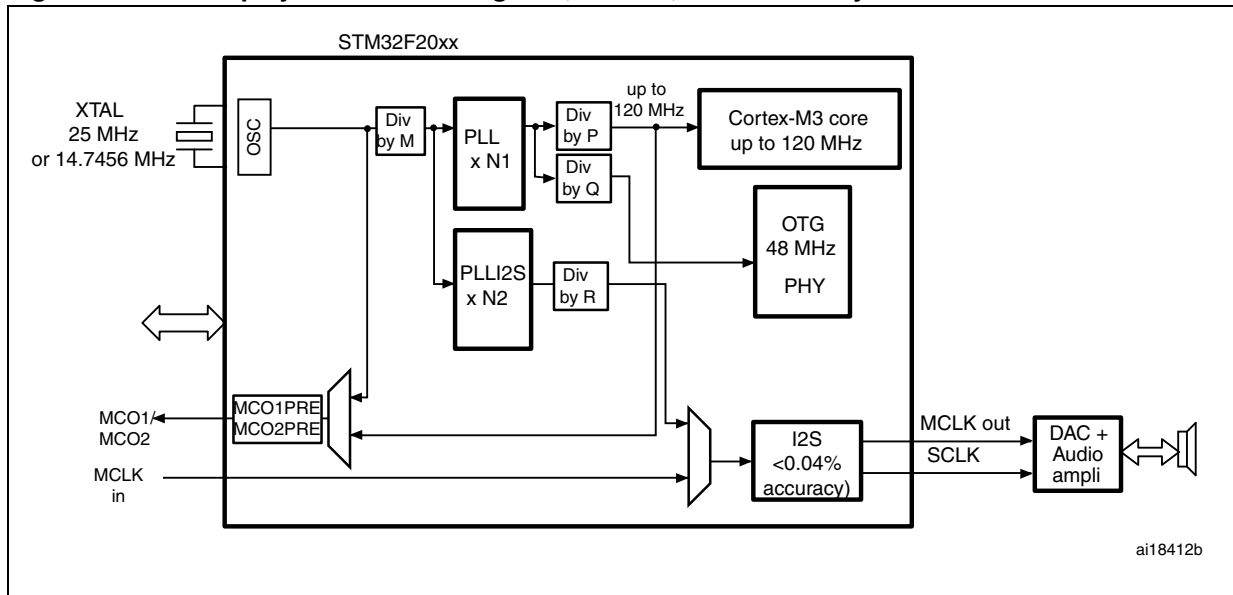 STM32F20xx
XTAL
25 MHz
or 14.7456 MHz
OSC
Div
by M
PLL
x N1
Div
by P
up to
120 MHz
Cortex-M3 core
up to 120 MHz
Div
by Q
OTG
48 MHz
PHY
PLLI2S
x N2
Div
by R
MCO1/
MCO2
MCO1PRE
MCO2PRE
MCLK
in
I2S
<0.04%
accuracy)
MCLK out
SCLK
DAC +
Audio
ampli
ai18412b